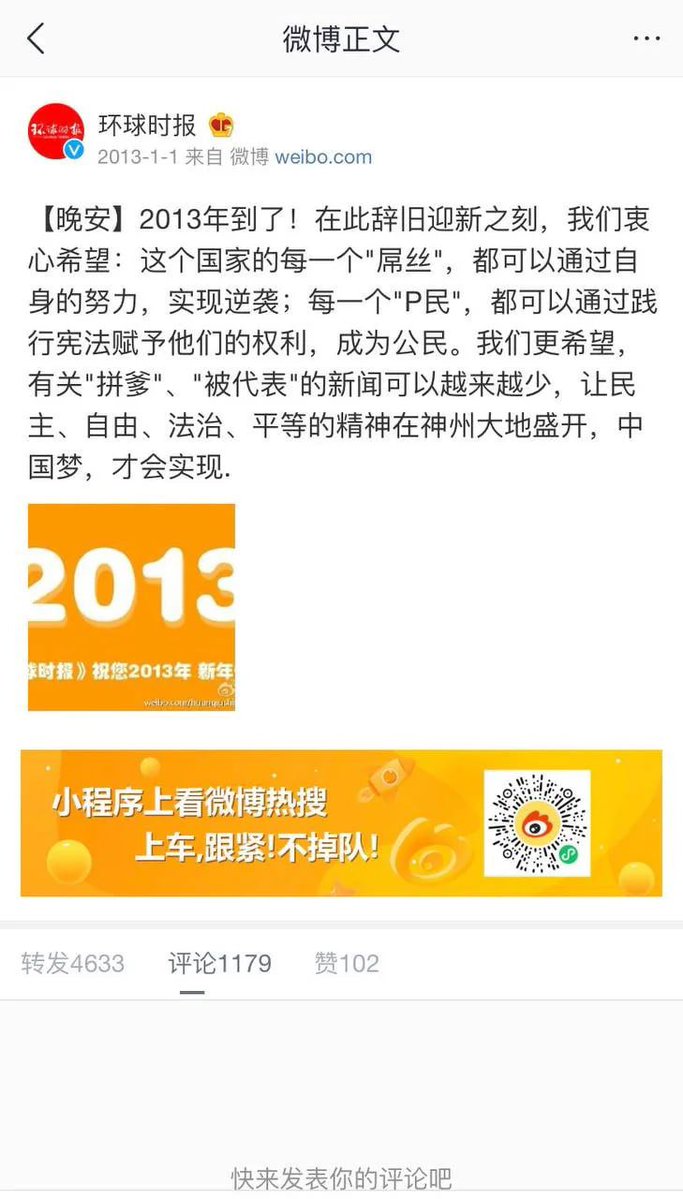 微博正文
环球时报
环球时报
2013-1-1 来自 微博 weibo.com
【晚安】2013年到了！在此辞旧迎新之刻，我们衷
心希望：这个国家的每一个"屌丝"，都可以通过自
身的努力，实现逆袭；每一个"P民"，都可以通过践
行宪法赋予他们的权利，成为公民。我们更希望，
有关"拼爹"、"被代表"的新闻可以越来越少，让民
主、自由、法治、平等的精神在神州大地盛开，中
国梦，才会实现.
2013
球时报》祝您2013年 新年
小程序上看微博热搜
上车,跟紧!不掉队!
转发4633 评论1179 赞102
快来发表你的评论吧